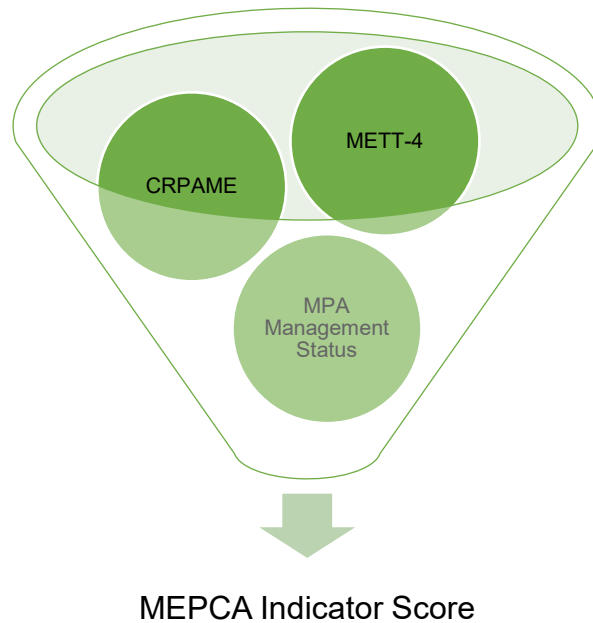 METT-4
CRPAME
MPA
Management
Status
MEPCA Indicator Score